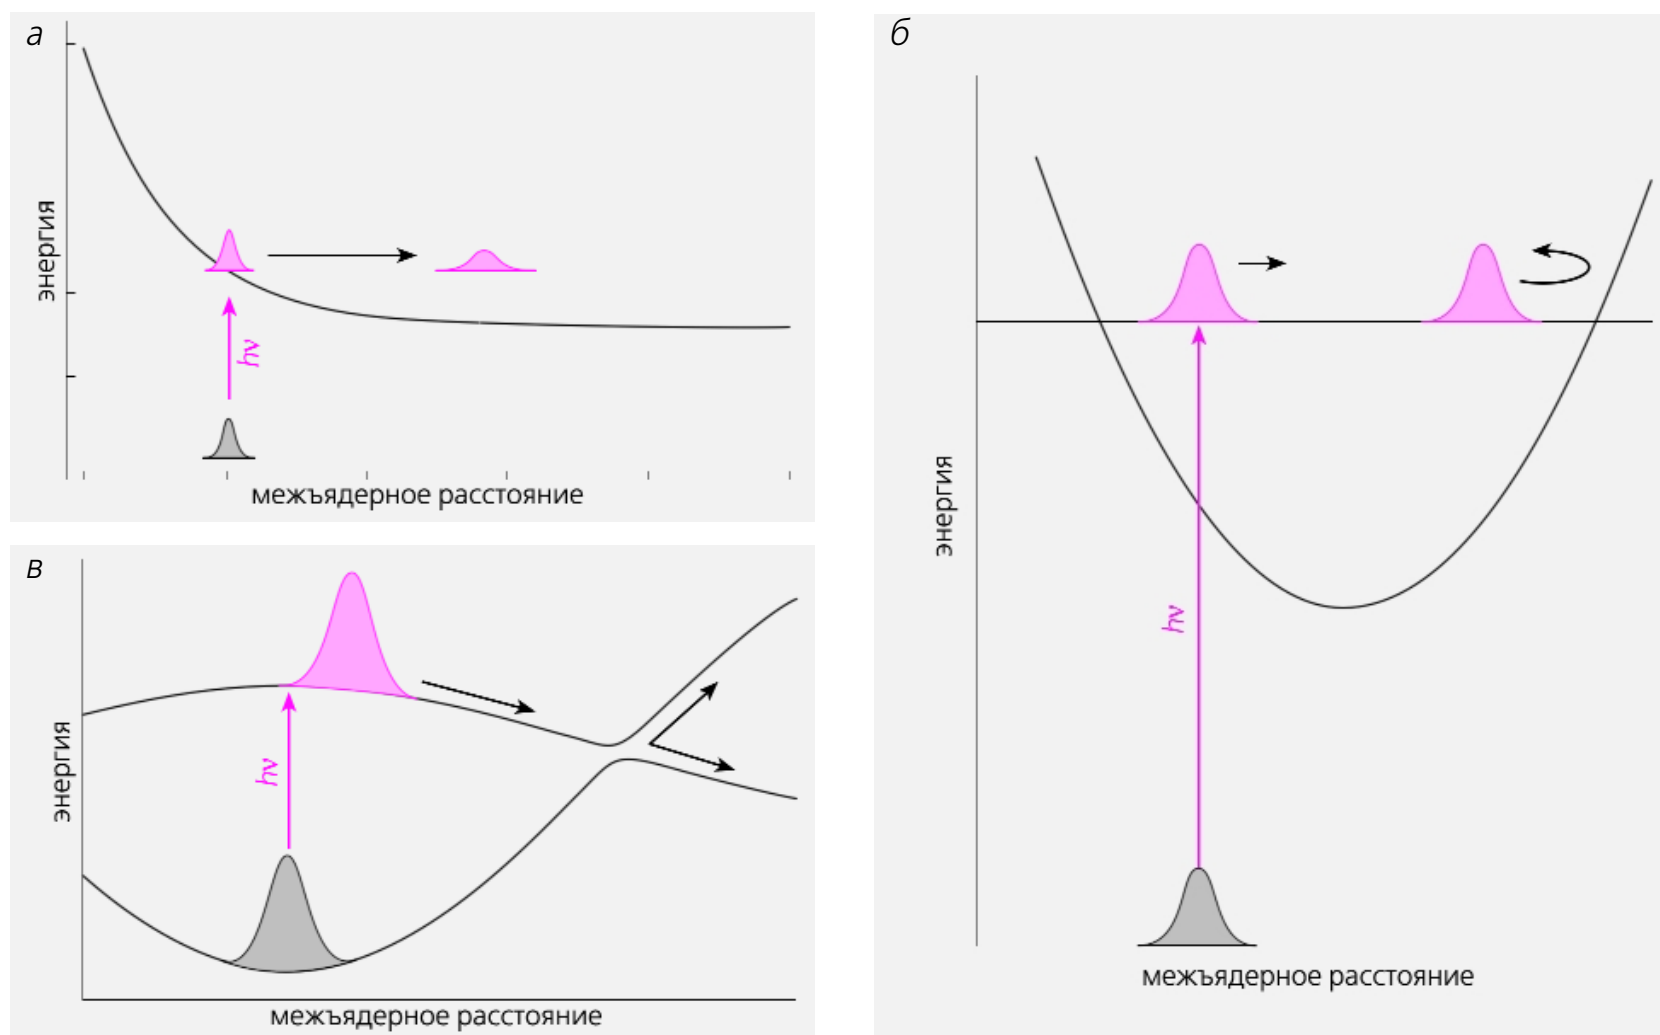 а
энергия
hν
межъядерное расстояние
б
энергия
hν
межъядерное расстояние
в
энергия
hν
межъядерное расстояние